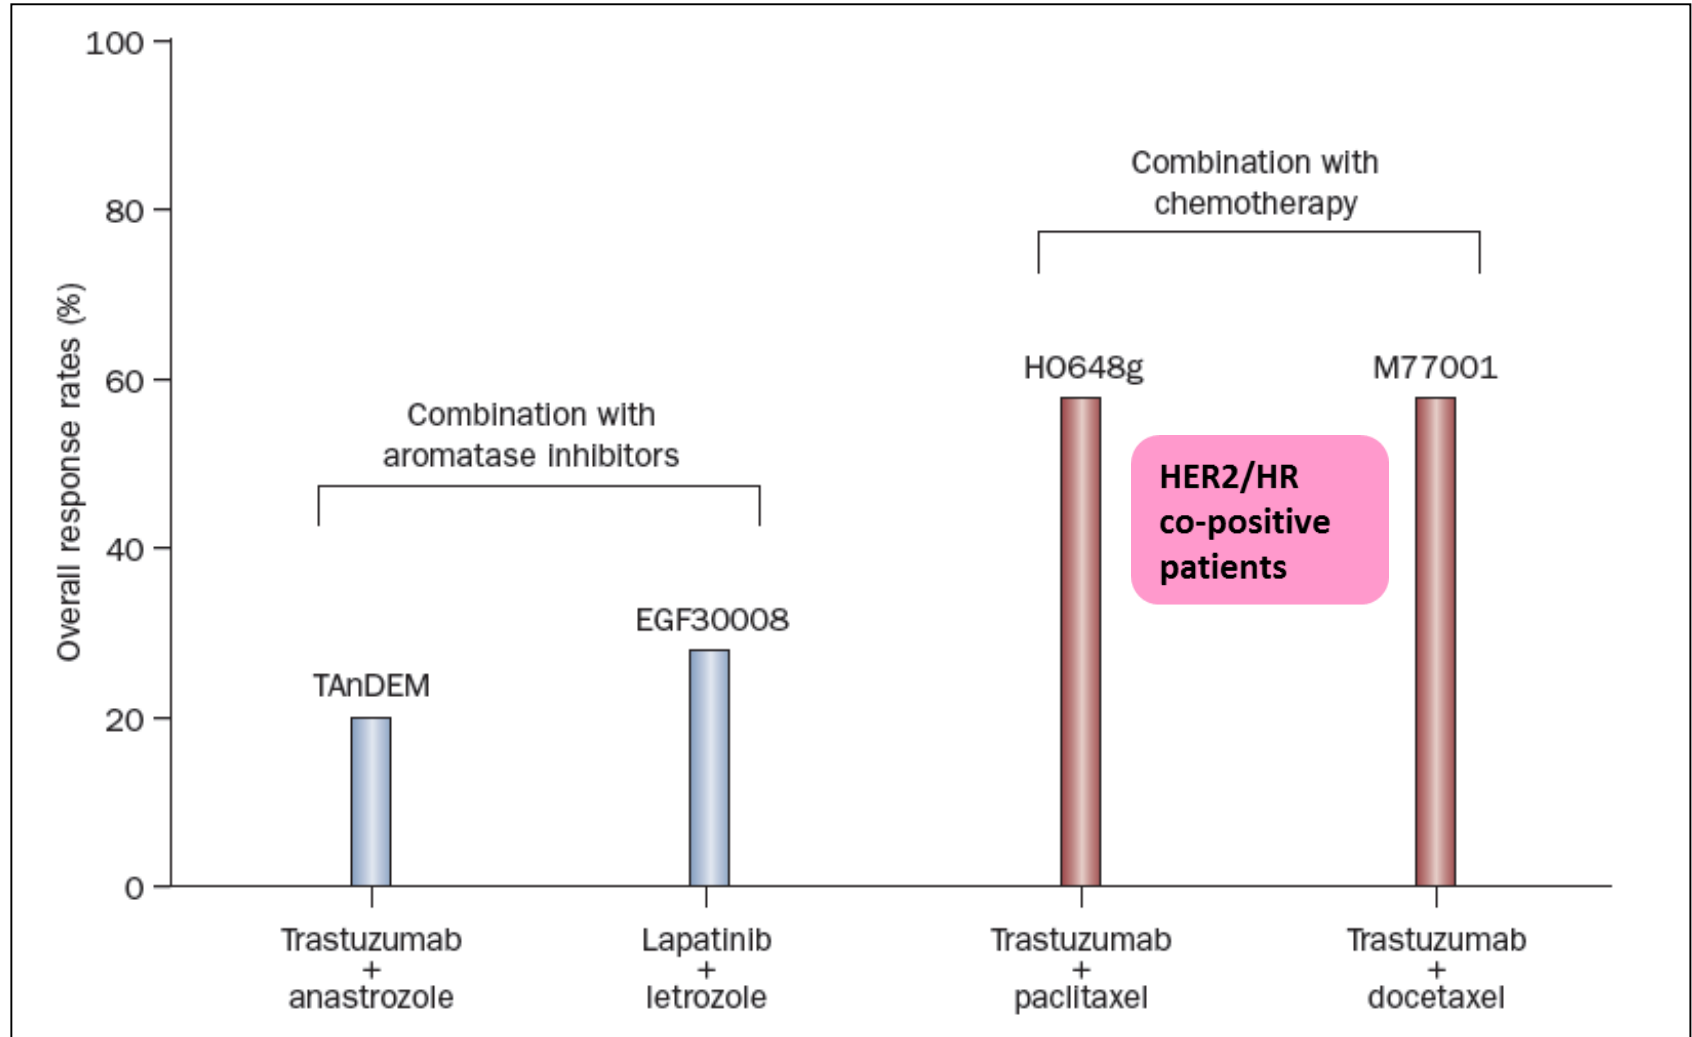 Overall response rates (%)
100
80
60
40
20
0
Combination with
aromatase inhibitors
TAnDEM
EGF30008
Combination with
chemotherapy
H0648g
M77001
HER2/HR
co-positive
patients
Trastuzumab
+
anastrozole
Lapatinib
+
letrozole
Trastuzumab
+
paclitaxel
Trastuzumab
+
docetaxel